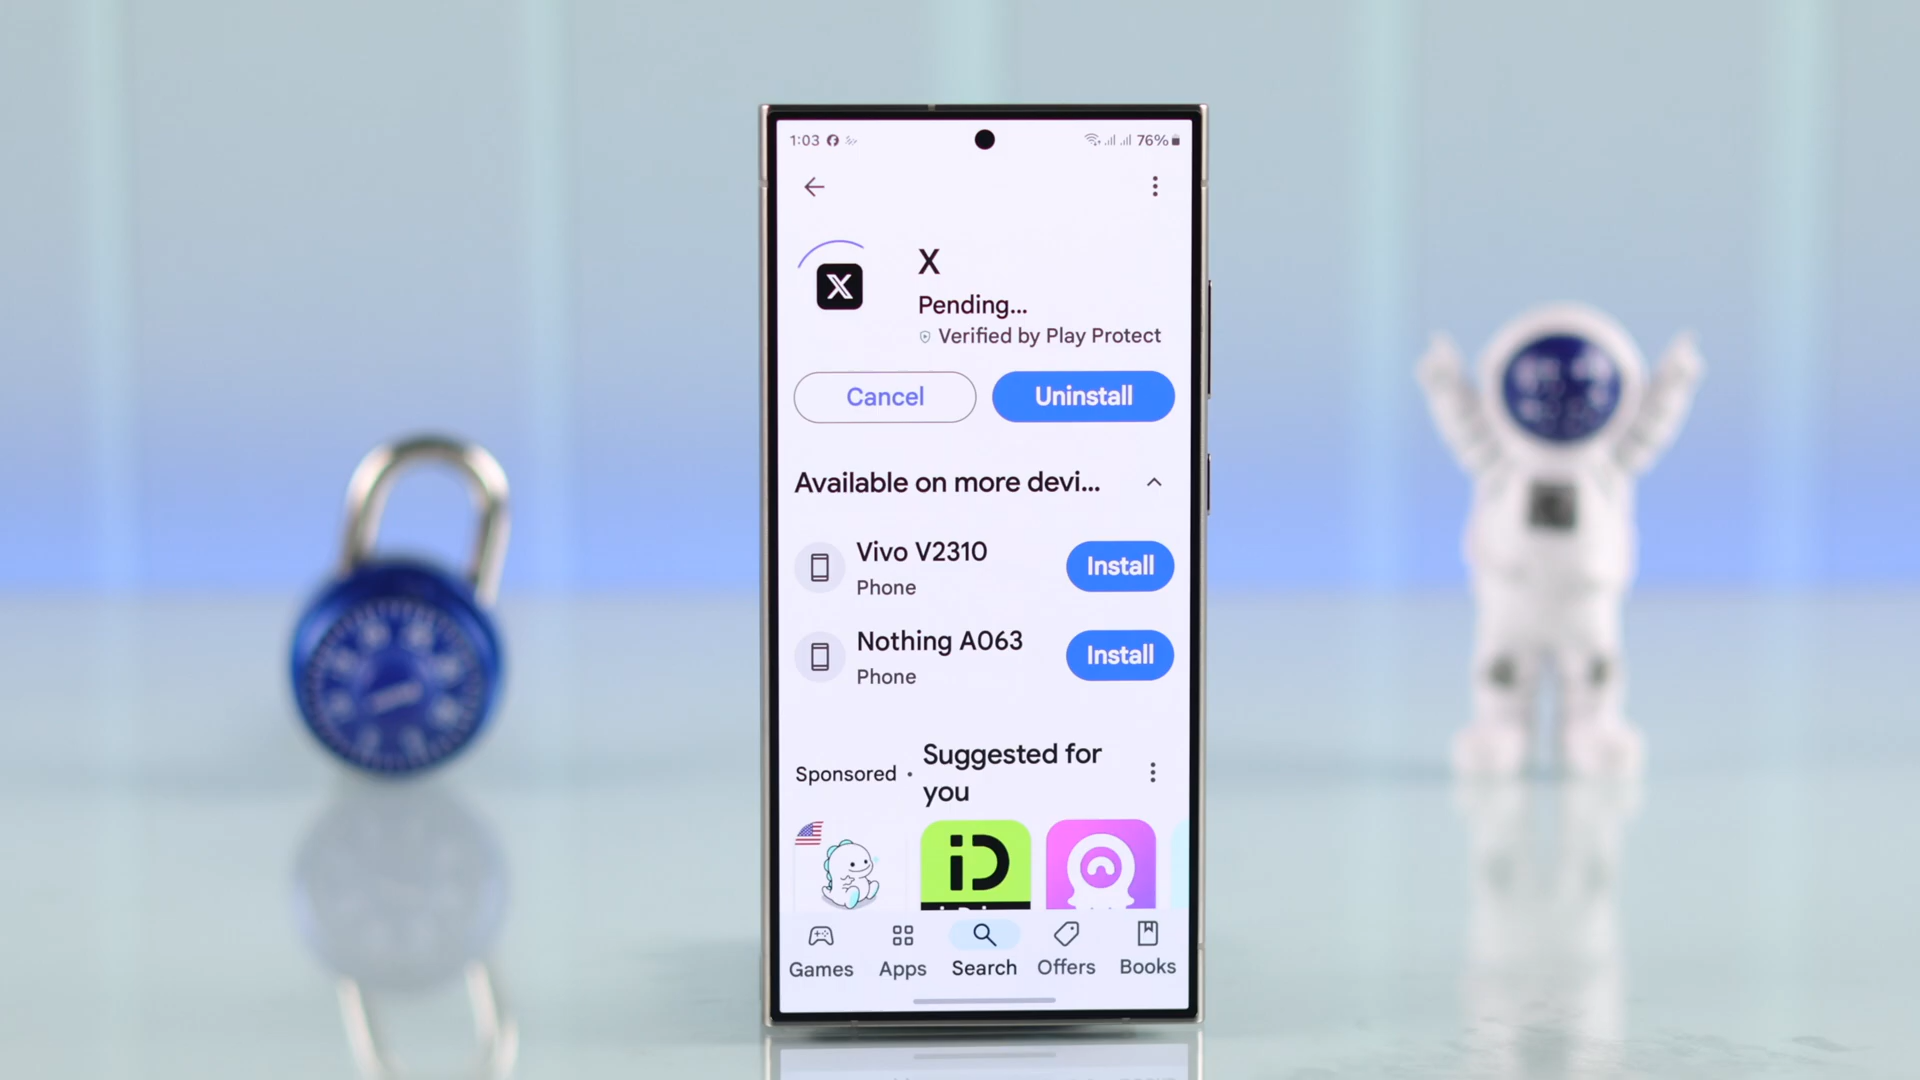 1:03
76%
X
Pending...
Verified by Play Protect
Cancel
Uninstall
Available on more devi...
Vivo V2310
Phone
Install
Nothing A063
Phone
Install
Sponsored • Suggested for you
iD
Games
Apps
Search
Offers
Books